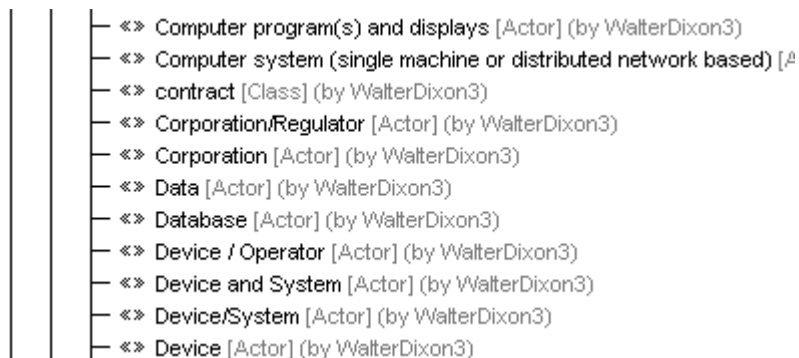 «» Computer program(s) and displays [Actor] (by WalterDixon3)
«» Computer system (single machine or distributed network based) [A
«» contract [Class] (by WalterDixon3)
«» Corporation/Regulator [Actor] (by WalterDixon3)
«» Corporation [Actor] (by WalterDixon3)
«» Data [Actor] (by WalterDixon3)
«» Database [Actor] (by WalterDixon3)
«» Device / Operator [Actor] (by WalterDixon3)
«» Device and System [Actor] (by WalterDixon3)
«» Device/System [Actor] (by WalterDixon3)
«» Device [Actor] (by WalterDixon3)